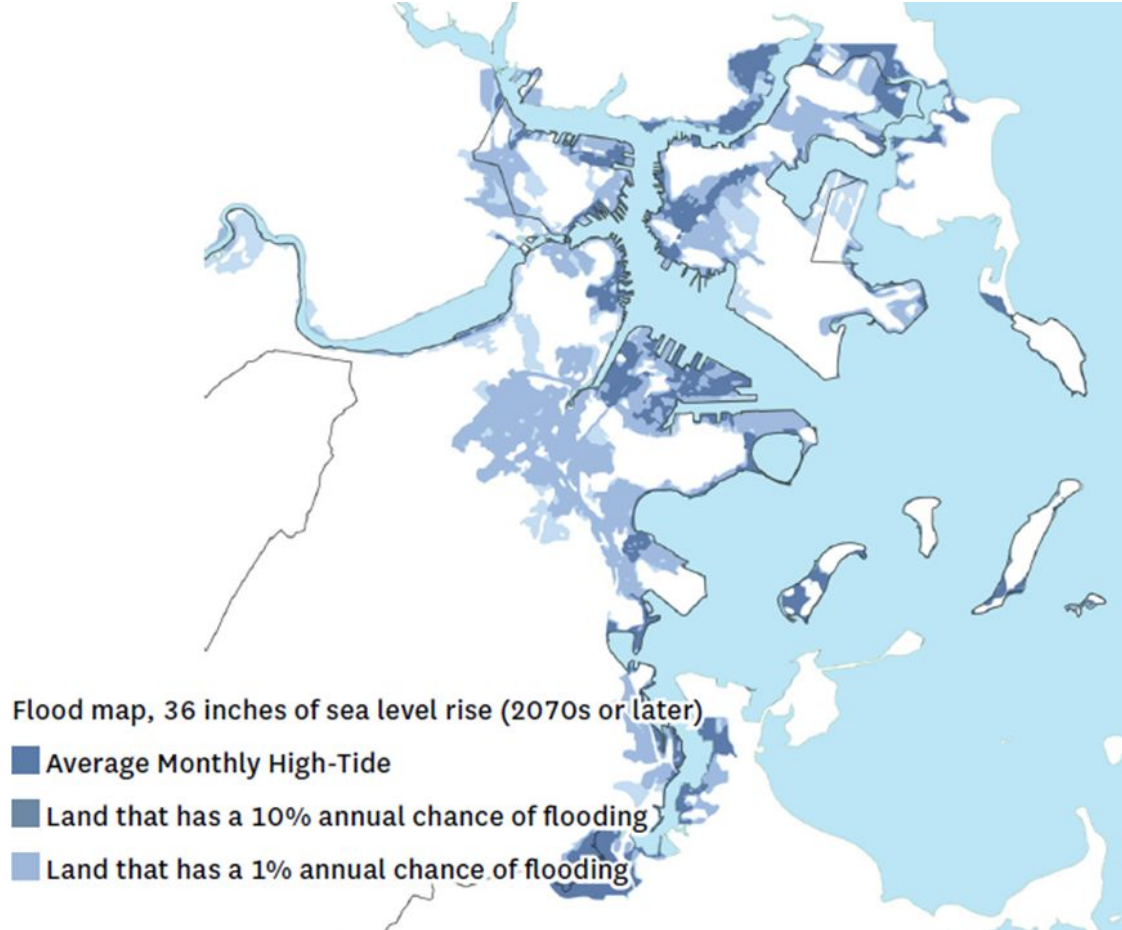 Flood map, 36 inches of sea level rise (2070s or later)
Average Monthly High-Tide
Land that has a 10% annual chance of flooding
Land that has a 1% annual chance of flooding